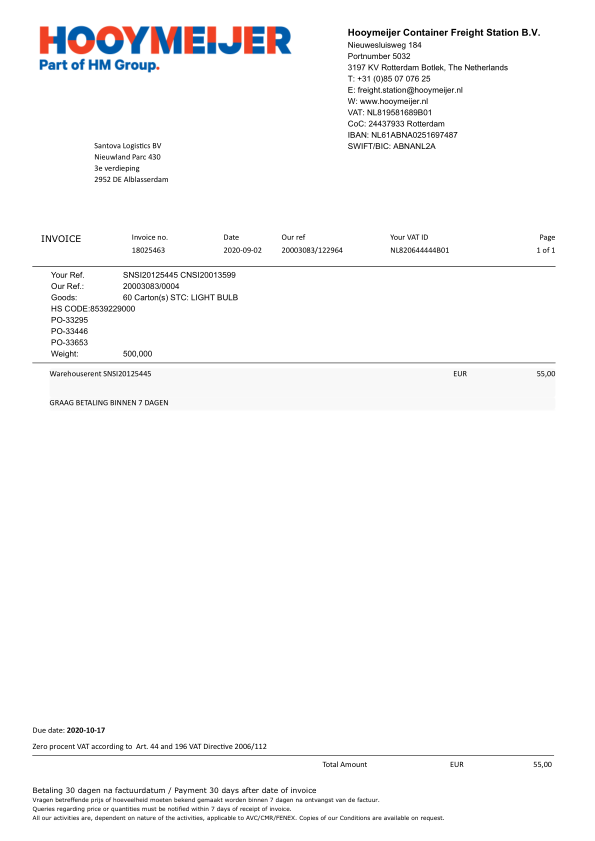 HOOYMEIJER
Part of HM Group.
Hooymeijer Container Freight Station B.V.
Nieuwesluisweg 184
Portnumber 5032
3197 KV Rotterdam Botlek, The Netherlands
T: +31 (0)85 07 076 25
E: freight.station@hooymeijer.nl
W: www.hooymeijer.nl
VAT: NL819581689B01
CoC: 24437933 Rotterdam
IBAN: NL61ABNA0251697487
SWIFT/BIC: ABNANL2A
Santova Logistics BV
Nieuwland Parc 430
3e verdieping
2952 DE Alblasserdam
INVOICE Invoice no. Date Our ref Your VAT ID Page
18025463 2020-09-02 20003083/122964 NL820644444B01 1 of 1
Your Ref. SNSI20125445 CNSI20013599
Our Ref.: 20003083/0004
Goods: 60 Carton(s) STC: LIGHT BULB
HS CODE:8539229000
PO-33295
PO-33446
PO-33653
Weight: 500,000
Warehouserent SNSI20125445 EUR 55,00
GRAAG BETALING BINNEN 7 DAGEN
Due date: 2020-10-17
Zero procent VAT according to Art. 44 and 196 VAT Directive 2006/112
Total Amount EUR 55,00
Betaling 30 dagen na factuurdatum / Payment 30 days after date of invoice
Vragen betreffende prijs of hoeveelheid moeten bekend gemaakt worden binnen 7 dagen na ontvangst van de factuur.
Queries regarding price or quantities must be notified within 7 days of receipt of invoice.
All our activities are, dependent on nature of the activities, applicable to AVC/CMR/FENEX. Copies of our Conditions are available on request.